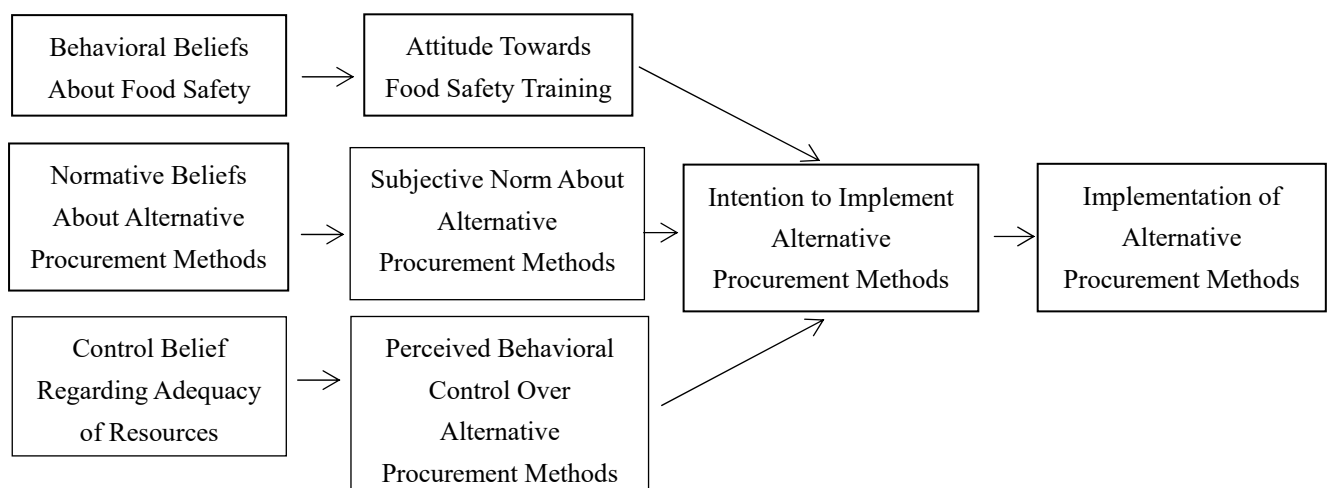 Behavioral Beliefs
About Food Safety
Attitude Towards
Food Safety Training
Normative Beliefs
About Alternative
Procurement Methods
Subjective Norm About
Alternative
Procurement Methods
Intention to Implement
Alternative
Procurement Methods
Implementation of
Alternative
Procurement Methods
Control Belief
Regarding Adequacy
of Resources
Perceived Behavioral
Control Over
Alternative
Procurement Methods